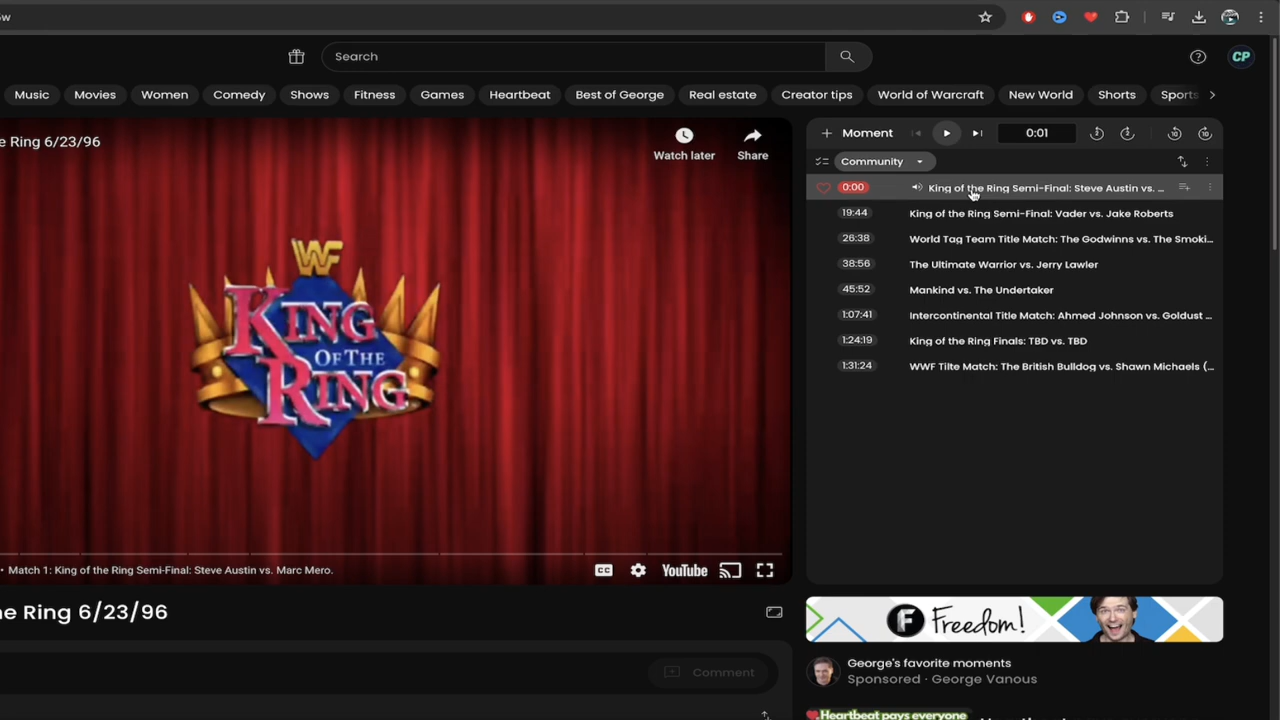 w
Search
CP
Music Movies Women Comedy Shows Fitness Games Heartbeat Best of George Real estate Creator tips World of Warcraft New World Shorts Sports
e Ring 6/23/96
Watch later
Share
WF
KING
OF THE
RING
• Match 1: King of the Ring Semi-Final: Steve Austin vs. Marc Mero.
CC
YouTube
+ Moment
0:01
5
5
10
10
Community
0:00 King of the Ring Semi-Final: Steve Austin vs. ...
19:44 King of the Ring Semi-Final: Vader vs. Jake Roberts
26:38 World Tag Team Title Match: The Godwinns vs. The Smoki...
38:56 The Ultimate Warrior vs. Jerry Lawler
45:52 Mankind vs. The Undertaker
1:07:41 Intercontinental Title Match: Ahmed Johnson vs. Goldust ...
1:24:19 King of the Ring Finals: TBD vs. TBD
1:31:24 WWF Tilte Match: The British Bulldog vs. Shawn Michaels (...
he Ring 6/23/96
Comment
F Freedom!
George's favorite moments
Sponsored · George Vanous
Heartbeat pays everyone